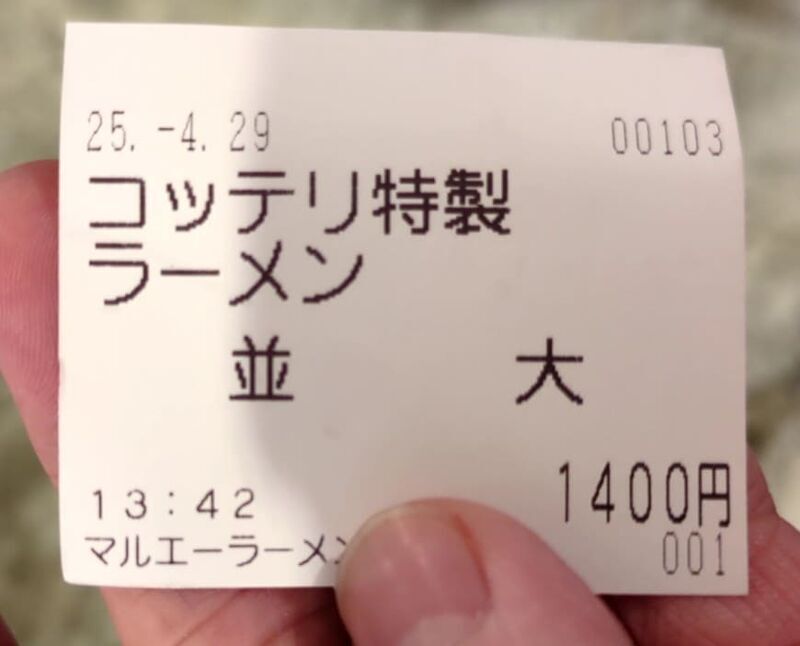 25.-4.29 00103
コッテリ特製
ラーメン
並 大
13:42 1400円
マルエーラーメン 001